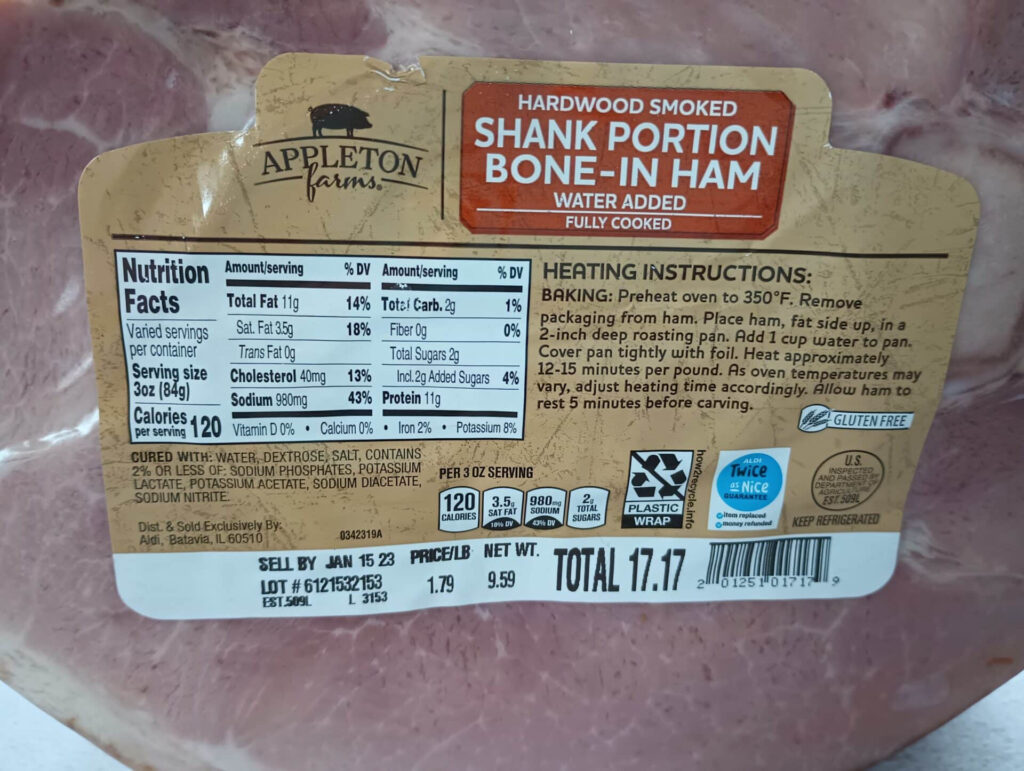 APPLETON
farms®
HARDWOOD SMOKED
SHANK PORTION
BONE-IN HAM
WATER ADDED
FULLY COOKED
Nutrition
Facts
Varied servings
per container
Serving size
3oz (84g)
Calories
per serving 120
Amount/serving % DV
Total Fat 11g 14%
Sat. Fat 3.5g 18%
Trans Fat 0g
Cholesterol 40mg 13%
Sodium 980mg 43%
Amount/serving % DV
Total Carb. 2g 1%
Fiber 0g 0%
Total Sugars 2g
Incl. 2g Added Sugars 4%
Protein 11g
Vitamin D 0% • Calcium 0% • Iron 2% • Potassium 8%
HEATING INSTRUCTIONS:
BAKING: Preheat oven to 350°F. Remove
packaging from ham. Place ham, fat side up, in a
2-inch deep roasting pan. Add 1 cup water to pan.
Cover pan tightly with foil. Heat approximately
12-15 minutes per pound. As oven temperatures may
vary, adjust heating time accordingly. Allow ham to
rest 5 minutes before carving.
GLUTEN FREE
CURED WITH: WATER, DEXTROSE, SALT, CONTAINS
2% OR LESS OF: SODIUM PHOSPHATES, POTASSIUM
LACTATE, POTASSIUM ACETATE, SODIUM DIACETATE,
SODIUM NITRITE.
Dist. & Sold Exclusively By:
Aldi, Batavia, IL 60510
0342319A
PER 3 OZ SERVING
120
CALORIES
3.5g
SAT FAT
18% DV
980mg
SODIUM
43% DV
2g
TOTAL
SUGARS
PLASTIC
WRAP
how2recycle.info
ALDI
TWiCE
as NiCE
GUARANTEE
item replaced
money refunded
U.S.
INSPECTED
AND PASSED BY
DEPARTMENT OF
AGRICULTURE
EST. 509L
KEEP REFRIGERATED
SELL BY JAN 15 23
LOT # 6121532153
EST.509L L 3153
PRICE/LB
1.79
NET WT.
9.59
TOTAL 17.17
2 01251 01717 9